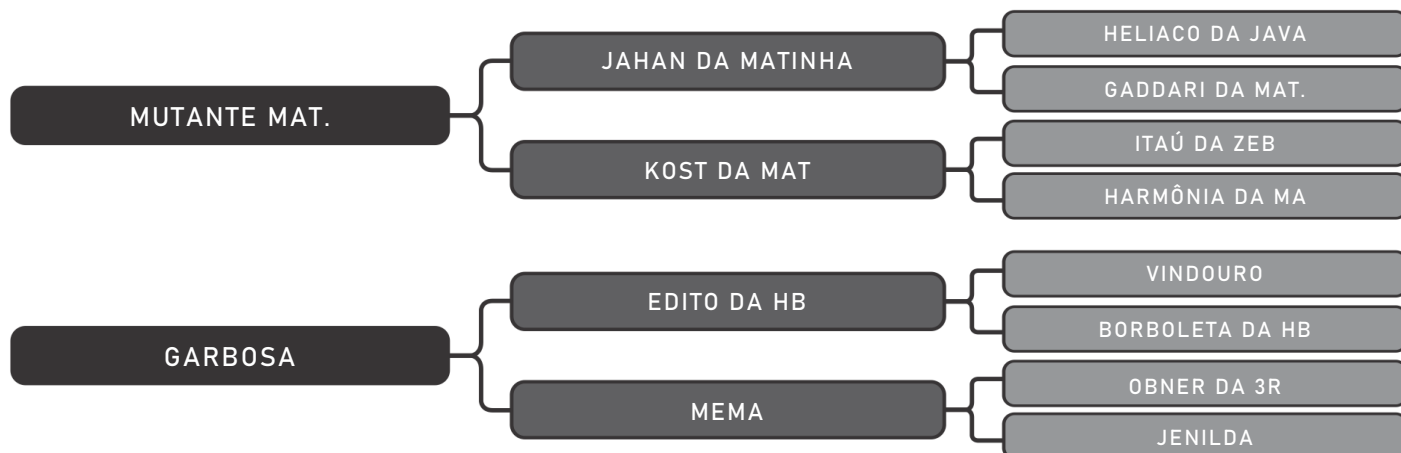 MUTANTE MAT.
JAHAN DA MATINHA
HELIACO DA JAVA
GADDARI DA MAT.
KOST DA MAT
ITAÚ DA ZEB
HARMÔNIA DA MA
GARBOSA
EDITO DA HB
VINDOURO
BORBOLETA DA HB
MEMA
OBNER DA 3R
JENILDA